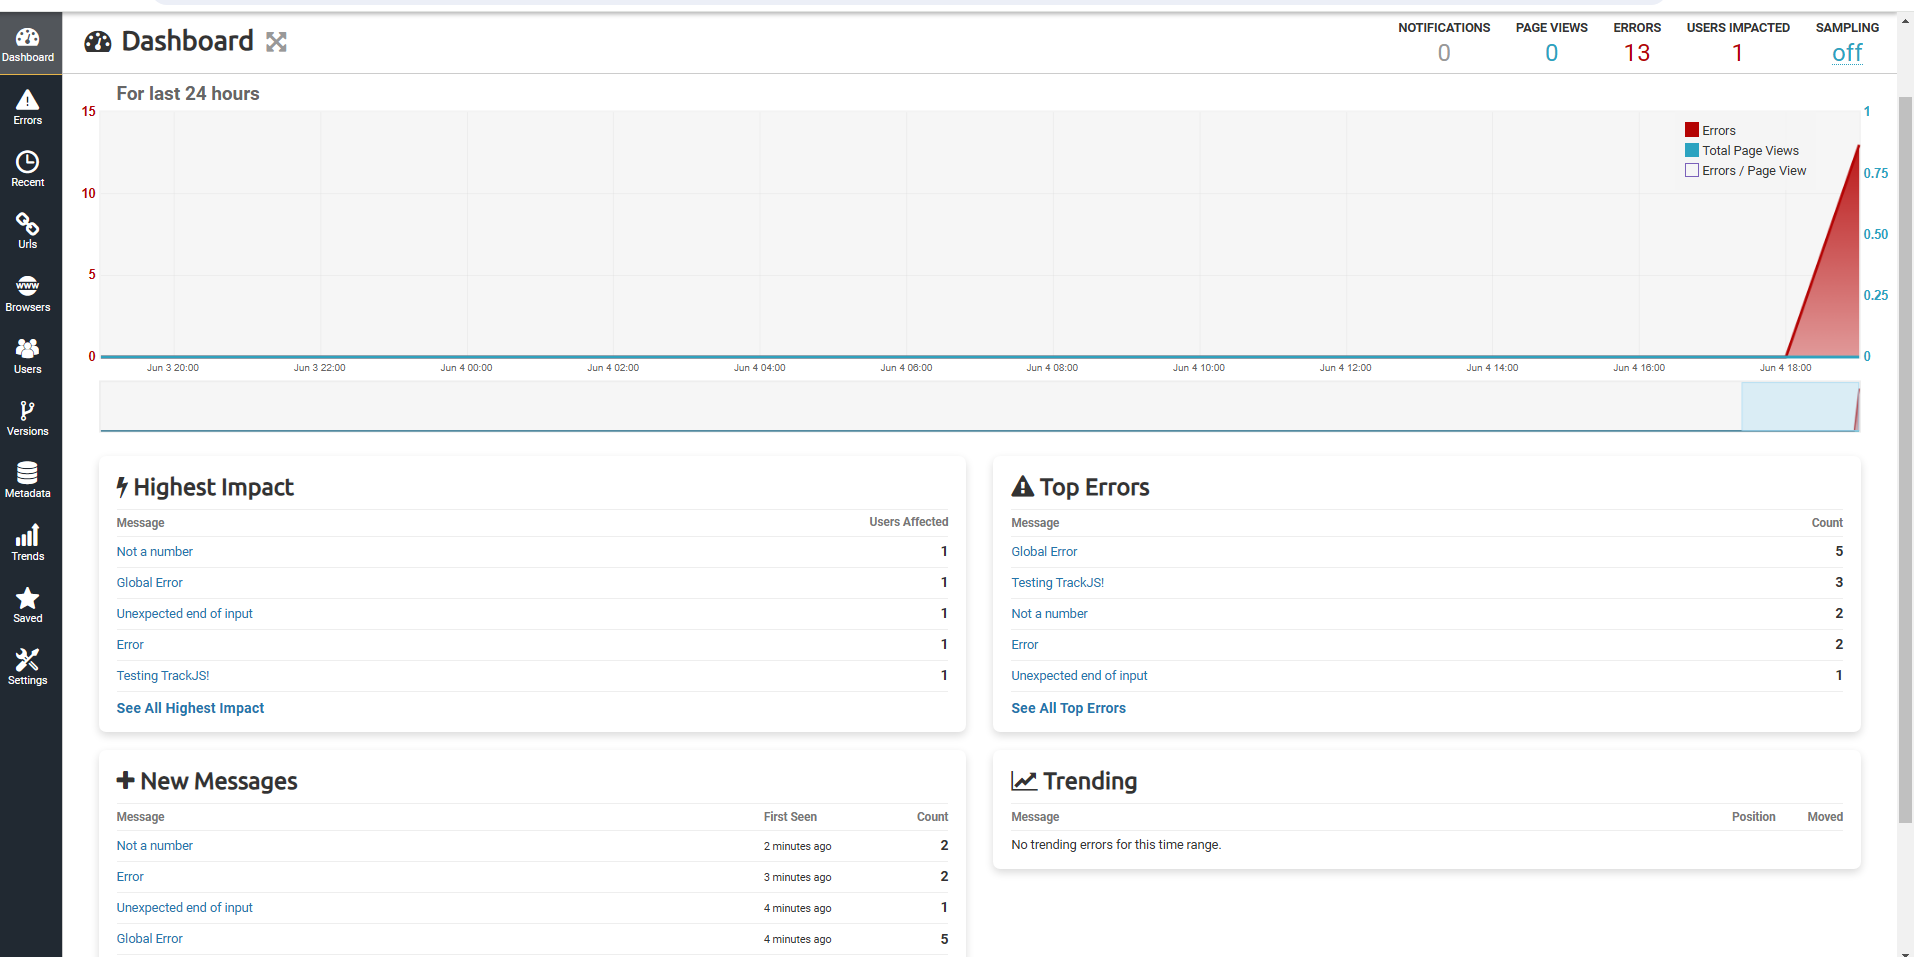 Dashboard
Errors
Recent
Urls
www
Browsers
Users
Versions
Metadata
Trends
Saved
Settings
Dashboard
NOTIFICATIONS PAGE VIEWS ERRORS USERS IMPACTED SAMPLING
0 0 13 1 off
For last 24 hours
15 1
Errors
Total Page Views
Errors / Page View
0.75
10
0.50
5
0.25
0 0
Jun 3 20:00 Jun 3 22:00 Jun 4 00:00 Jun 4 02:00 Jun 4 04:00 Jun 4 06:00 Jun 4 08:00 Jun 4 10:00 Jun 4 12:00 Jun 4 14:00 Jun 4 16:00 Jun 4 18:00
Highest Impact
Message Users Affected
Not a number 1
Global Error 1
Unexpected end of input 1
Error 1
Testing TrackJS! 1
See All Highest Impact
Top Errors
Message Count
Global Error 5
Testing TrackJS! 3
Not a number 2
Error 2
Unexpected end of input 1
See All Top Errors
New Messages
Message First Seen Count
Not a number 2 minutes ago 2
Error 3 minutes ago 2
Unexpected end of input 4 minutes ago 1
Global Error 4 minutes ago 5
Trending
Message Position Moved
No trending errors for this time range.